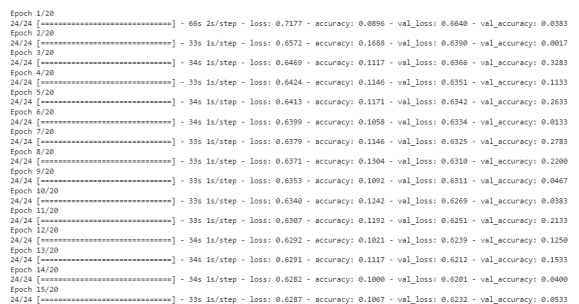 Epoch 1/20
24/24 [==============================] - 66s 2s/step - loss: 0.7177 - accuracy: 0.0896 - val_loss: 0.6640 - val_accuracy: 0.0383
Epoch 2/20
24/24 [==============================] - 33s 1s/step - loss: 0.6572 - accuracy: 0.1688 - val_loss: 0.6390 - val_accuracy: 0.0017
Epoch 3/20
24/24 [==============================] - 34s 1s/step - loss: 0.6469 - accuracy: 0.1117 - val_loss: 0.6366 - val_accuracy: 0.3283
Epoch 4/20
24/24 [==============================] - 33s 1s/step - loss: 0.6424 - accuracy: 0.1146 - val_loss: 0.6351 - val_accuracy: 0.1133
Epoch 5/20
24/24 [==============================] - 34s 1s/step - loss: 0.6413 - accuracy: 0.1171 - val_loss: 0.6342 - val_accuracy: 0.2633
Epoch 6/20
24/24 [==============================] - 34s 1s/step - loss: 0.6399 - accuracy: 0.1058 - val_loss: 0.6334 - val_accuracy: 0.0133
Epoch 7/20
24/24 [==============================] - 33s 1s/step - loss: 0.6379 - accuracy: 0.1146 - val_loss: 0.6325 - val_accuracy: 0.2783
Epoch 8/20
24/24 [==============================] - 33s 1s/step - loss: 0.6371 - accuracy: 0.1304 - val_loss: 0.6310 - val_accuracy: 0.2200
Epoch 9/20
24/24 [==============================] - 33s 1s/step - loss: 0.6353 - accuracy: 0.1092 - val_loss: 0.6311 - val_accuracy: 0.0467
Epoch 10/20
24/24 [==============================] - 33s 1s/step - loss: 0.6340 - accuracy: 0.1242 - val_loss: 0.6269 - val_accuracy: 0.0383
Epoch 11/20
24/24 [==============================] - 33s 1s/step - loss: 0.6307 - accuracy: 0.1192 - val_loss: 0.6251 - val_accuracy: 0.2133
Epoch 12/20
24/24 [==============================] - 34s 1s/step - loss: 0.6292 - accuracy: 0.1021 - val_loss: 0.6239 - val_accuracy: 0.1250
Epoch 13/20
24/24 [==============================] - 34s 1s/step - loss: 0.6291 - accuracy: 0.1117 - val_loss: 0.6212 - val_accuracy: 0.1533
Epoch 14/20
24/24 [==============================] - 34s 1s/step - loss: 0.6282 - accuracy: 0.1000 - val_loss: 0.6201 - val_accuracy: 0.0400
Epoch 15/20
24/24 [==============================] - 33s 1s/step - loss: 0.6287 - accuracy: 0.1067 - val_loss: 0.6232 - val_accuracy: 0.0533